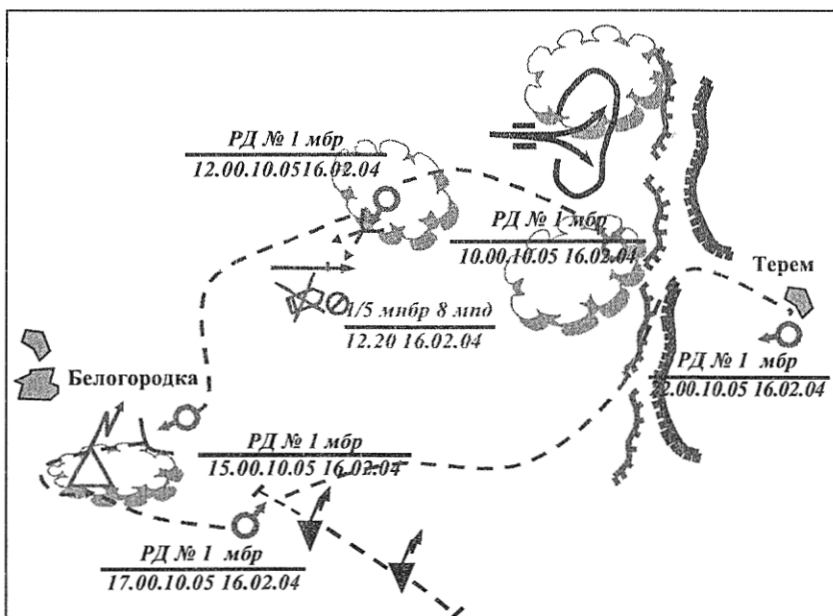 РД № 1 мбр
12.00.10.0516.02.04
РД № 1 мбр
10.00.10.05 16.02.04
Терем
1/5 мнбр 8 мпд
12.20 16.02.04
РД № 1 мбр
2.00.10.05 16.02.04
Белогородка
РД № 1 мбр
15.00.10.05 16.02.04
РД № 1 мбр
17.00.10.05 16.02.04